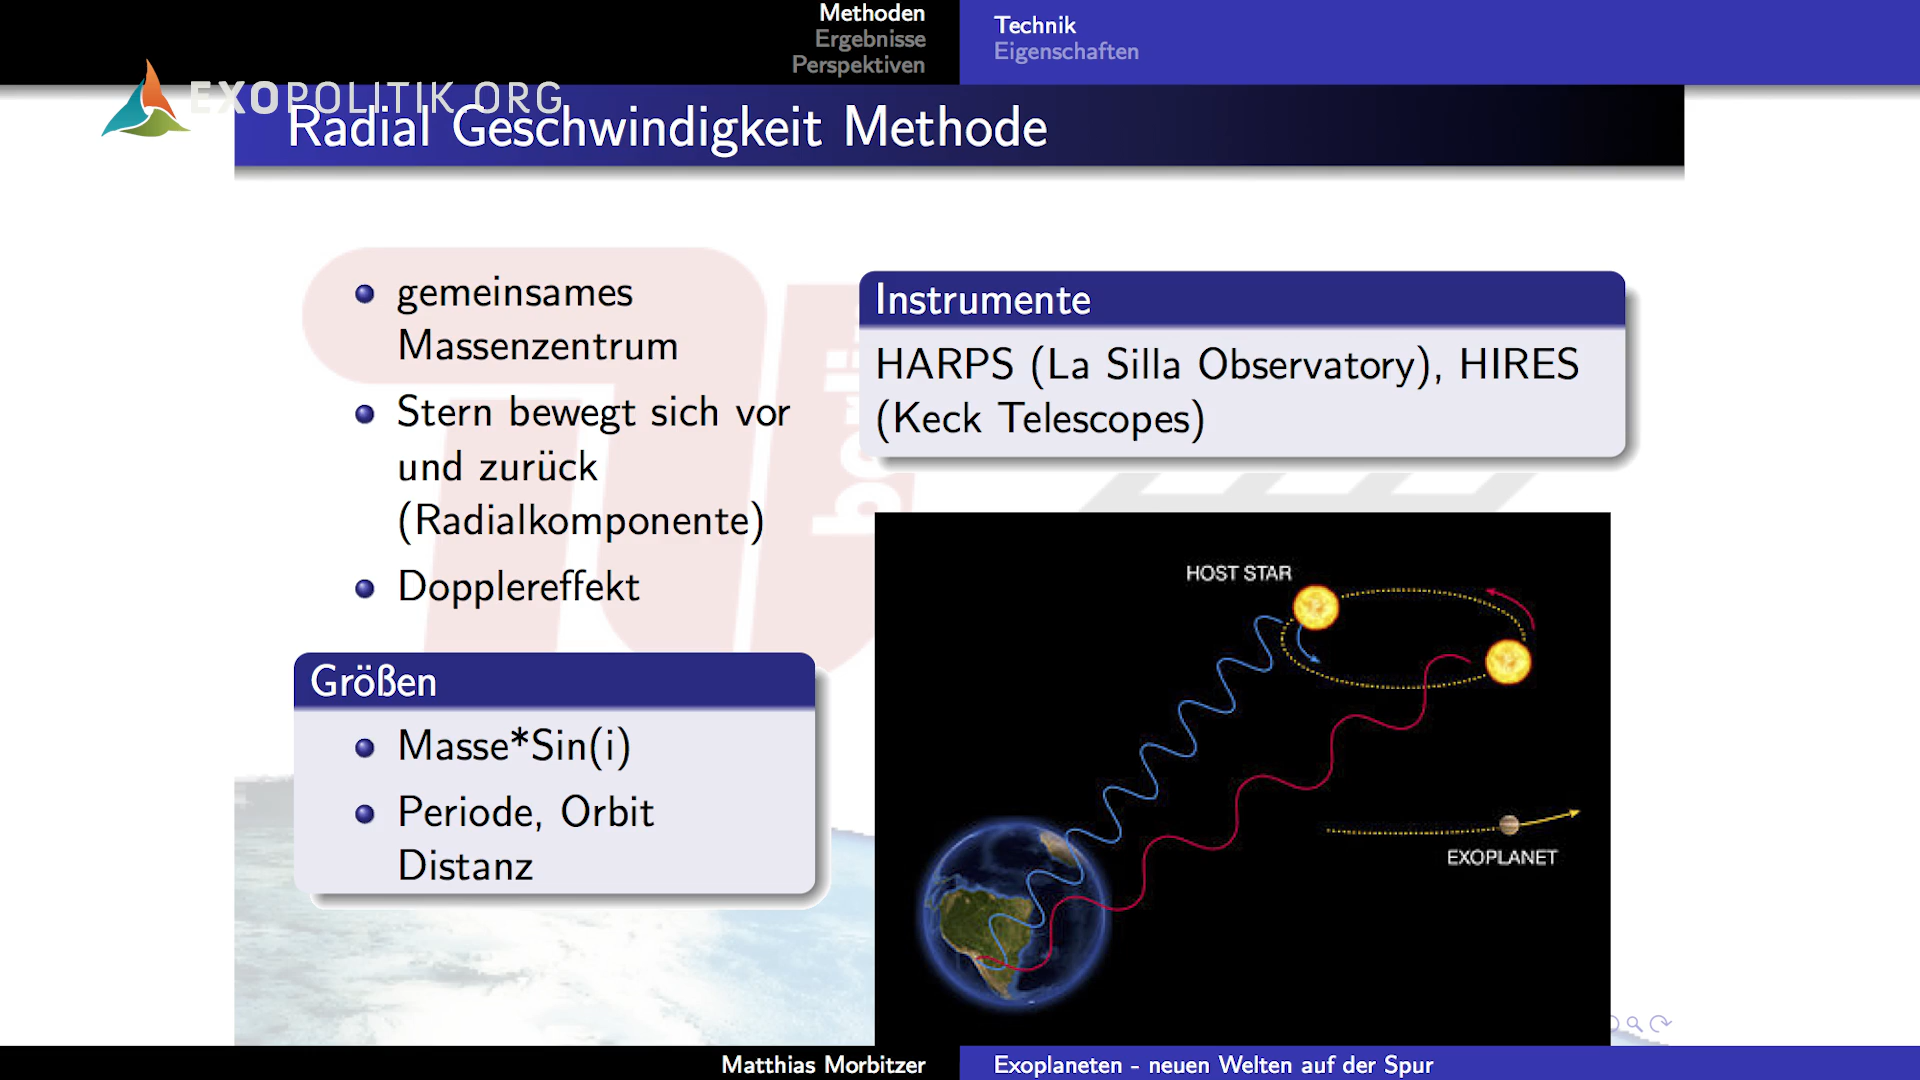 Methoden
Ergebnisse
Perspektiven
Technik
Eigenschaften
EXOPOLITIK.ORG
Radial Geschwindigkeit Methode
gemeinsames
Massenzentrum
Stern bewegt sich vor
und zurück
(Radialkomponente)
Dopplereffekt
Größen
Masse*Sin(i)
Periode, Orbit
Distanz
Instrumente
HARPS (La Silla Observatory), HIRES
(Keck Telescopes)
HOST STAR
EXOPLANET
Matthias Morbitzer
Exoplaneten - neuen Welten auf der Spur